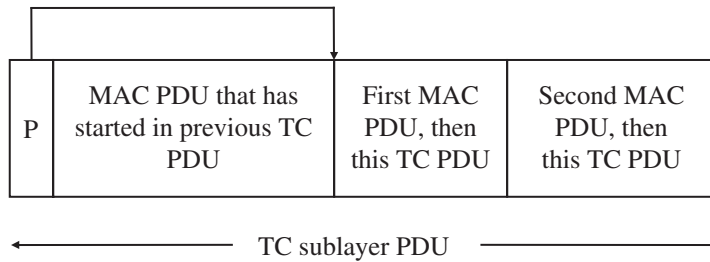 P
MAC PDU that has
started in previous TC
PDU
First MAC
PDU, then
this TC PDU
Second MAC
PDU, then
this TC PDU
TC sublayer PDU